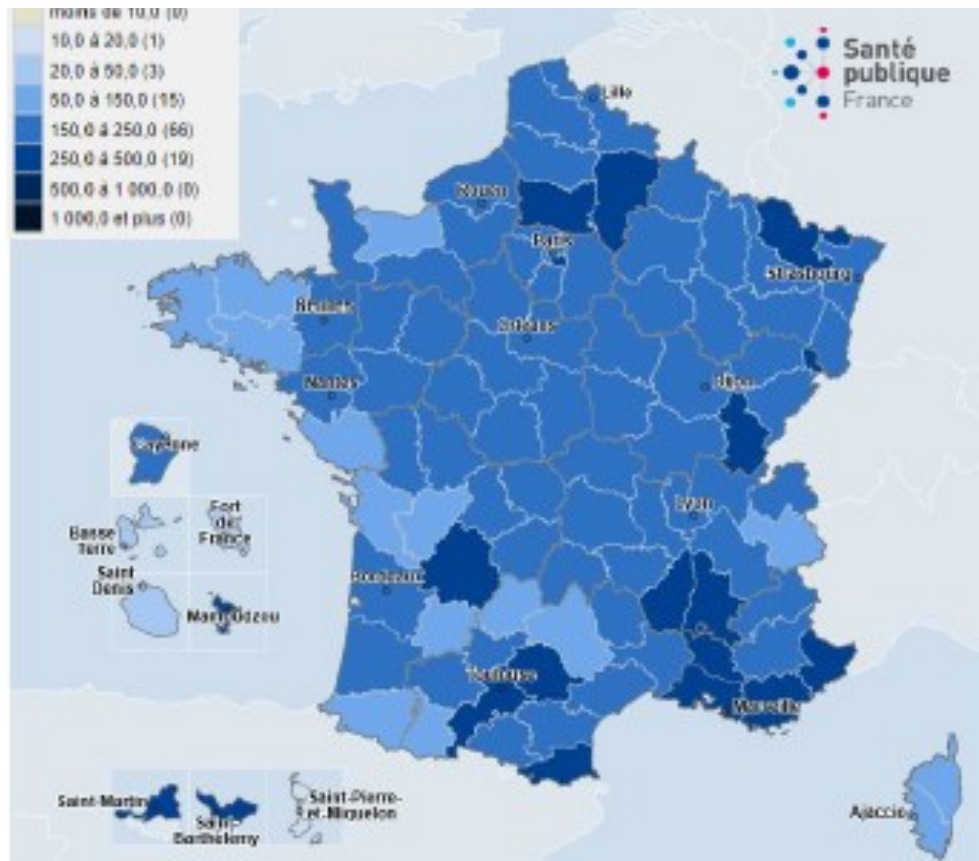 moins de 10,0 (0)
10,0 à 20,0 (1)
20,0 à 50,0 (3)
50,0 à 150,0 (15)
150,0 à 250,0 (66)
250,0 à 500,0 (19)
500,0 à 1 000,0 (0)
1 000,0 et plus (0)
Santé
publique
France
Lille
Rouen
Paris
Strasbourg
Rennes
Orléans
Nantes
Dijon
Cayenne
Lyon
Basse
Terre
Fort
de
France
Saint
Denis
Bordeaux
Mamoudzou
Toulouse
Marseille
Saint-Martin
Saint-
Barthelemy
Saint-Pierre-
et-Miquelon
Ajaccio